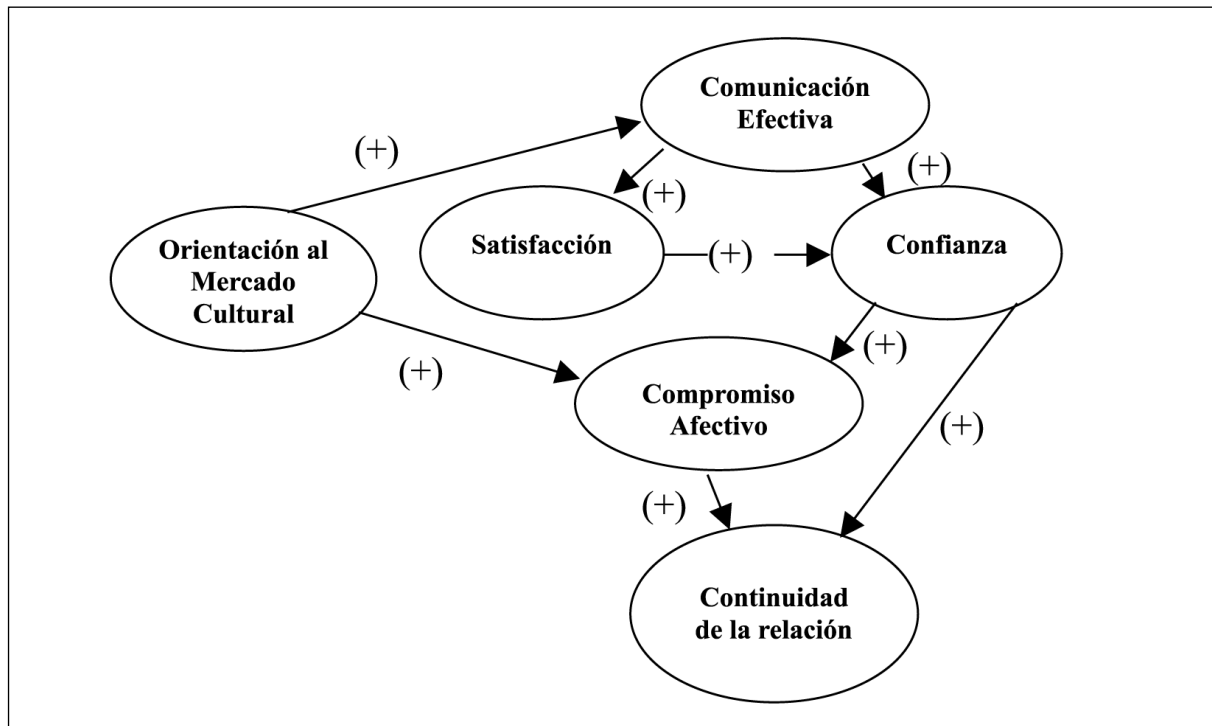 Comunicación
Efectiva
(+)
(+)
(+)
Orientación al
Mercado
Cultural
Satisfacción
(+)
Confianza
(+)
(+)
Compromiso
Afectivo
(+)
(+)
Continuidad
de la relación